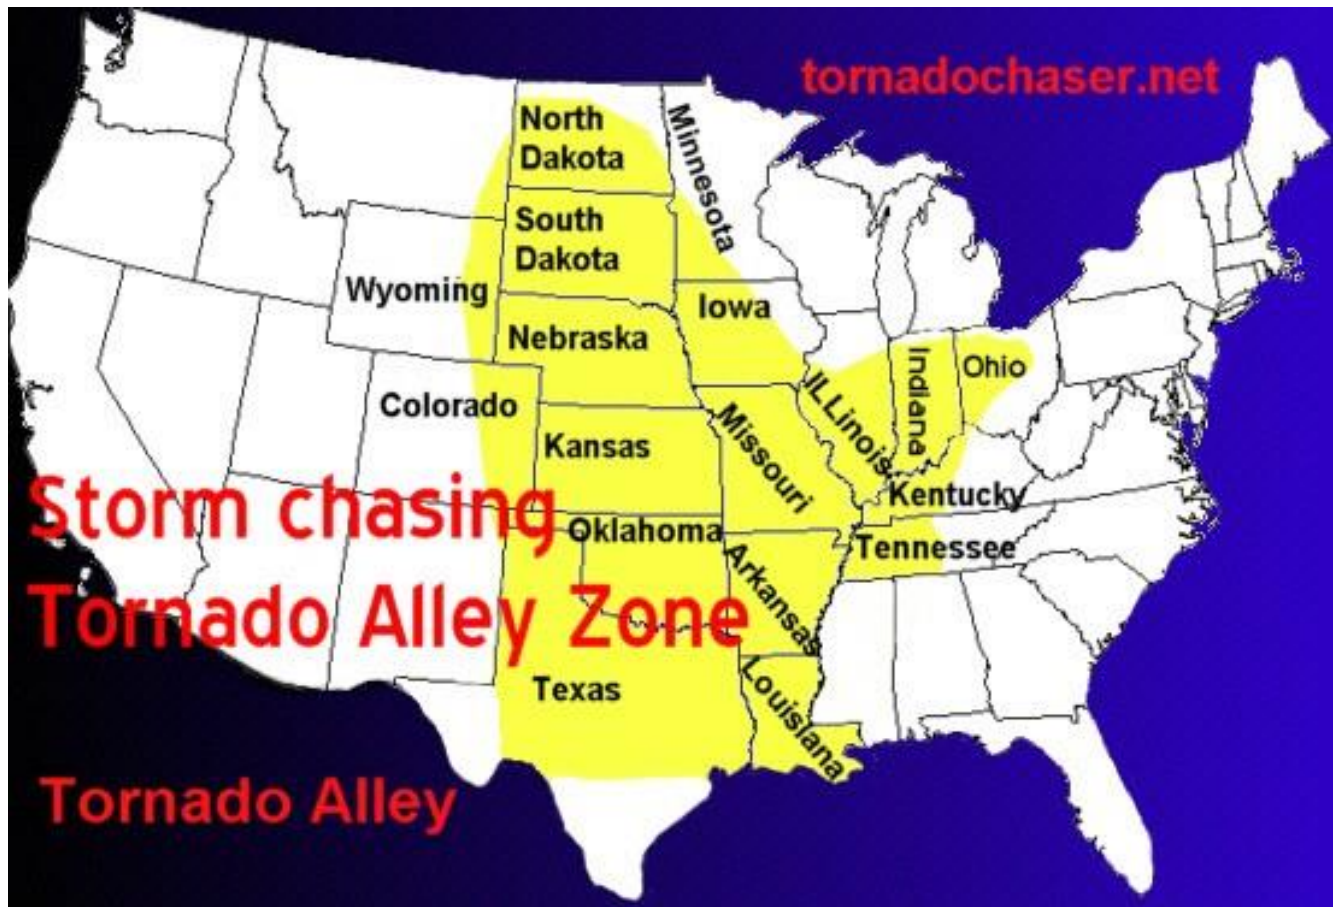 tornadochaser.net
North
Dakota
Minnesota
South
Dakota
Wyoming
Iowa
Nebraska
Indiana
Ohio
Colorado
ILLinois
Missouri
Kansas
Kentucky
Storm chasing
Oklahoma
Tennessee
Arkansas
Tornado Alley Zone
Texas
Louisiana
Tornado Alley